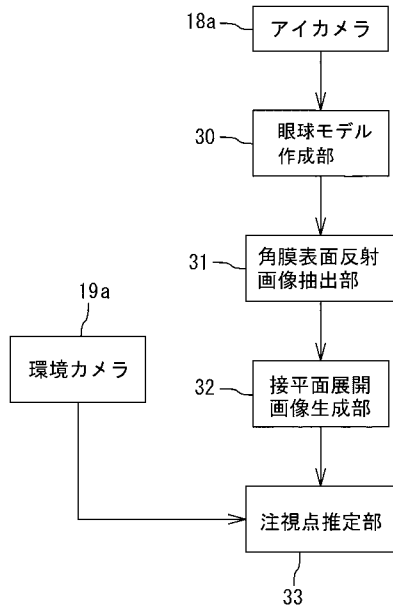 18a
アイカメラ
30
眼球モデル
作成部
31
角膜表面反射
画像抽出部
19a
環境カメラ
32
接平面展開
画像生成部
注視点推定部
33